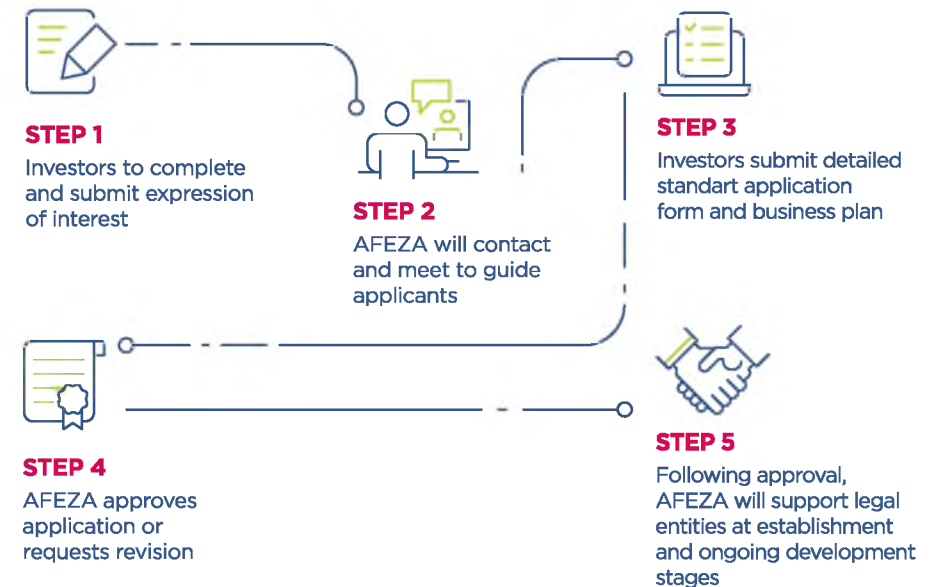 STEP 1
Investors to complete
and submit expression
of interest
STEP 2
AFEZA will contact
and meet to guide
applicants
STEP 3
Investors submit detailed
standart application
form and business plan
STEP 4
AFEZA approves
application or
requests revision
STEP 5
Following approval,
AFEZA will support legal
entities at establishment
and ongoing development
stages